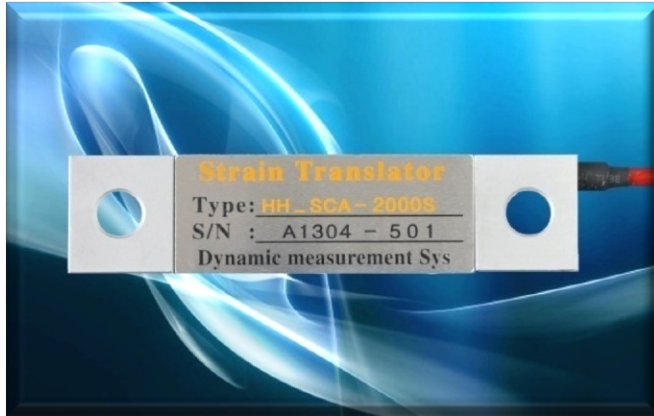 Strain Translator
Type: HH_SCA-2000S
S/N : A1304 - 501
Dynamic measurement Sys